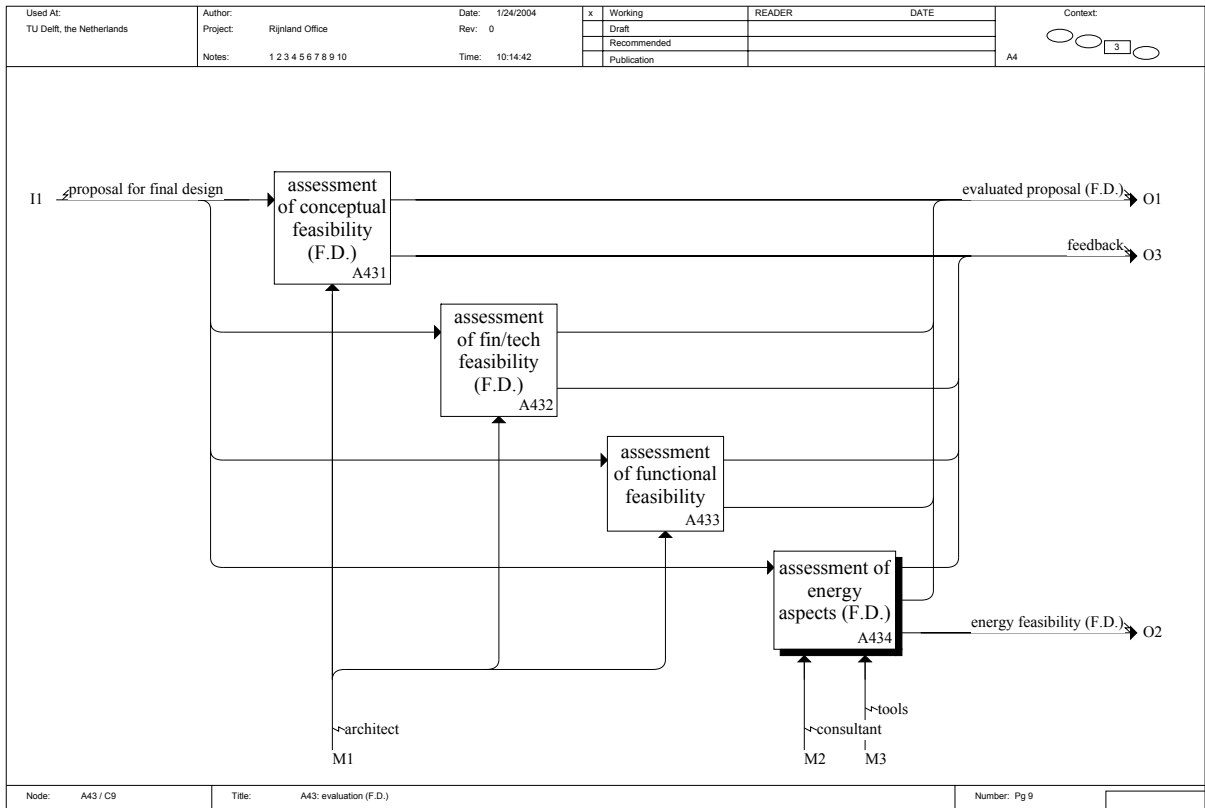 Used At:
TU Delft, the Netherlands
Author:
Project: Rijnland Office
Notes: 1 2 3 4 5 6 7 8 9 10
Date: 1/24/2004
Rev: 0
Time: 10:14:42
x Working
Draft
Recommended
Publication
READER DATE
Context:
3
A4
I1
proposal for final design
assessment
of conceptual
feasibility
(F.D.)
A431
evaluated proposal (F.D.)
O1
feedback
O3
assessment
of fin/tech
feasibility
(F.D.)
A432
assessment
of functional
feasibility
A433
assessment of
energy
aspects (F.D.)
A434
energy feasibility (F.D.)
O2
architect
M1
consultant
M2
tools
M3
Node: A43 / C9
Title: A43: evaluation (F.D.)
Number: Pg 9